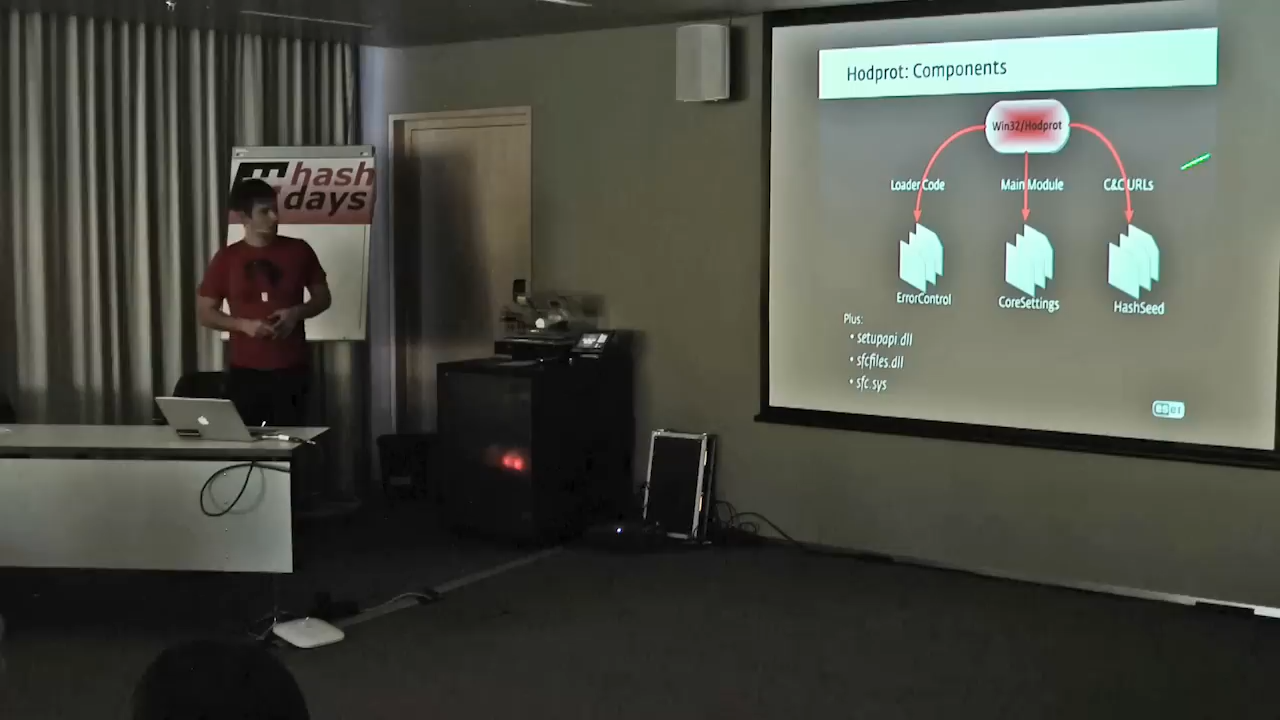 hash
days
Hodprot: Components
Win32/Hodprot
Loader Code
Main Module
C&C URLs
ErrorControl
CoreSettings
HashSeed
Plus:
• setupapi.dll
• sfcfiles.dll
• sfc.sys
eset